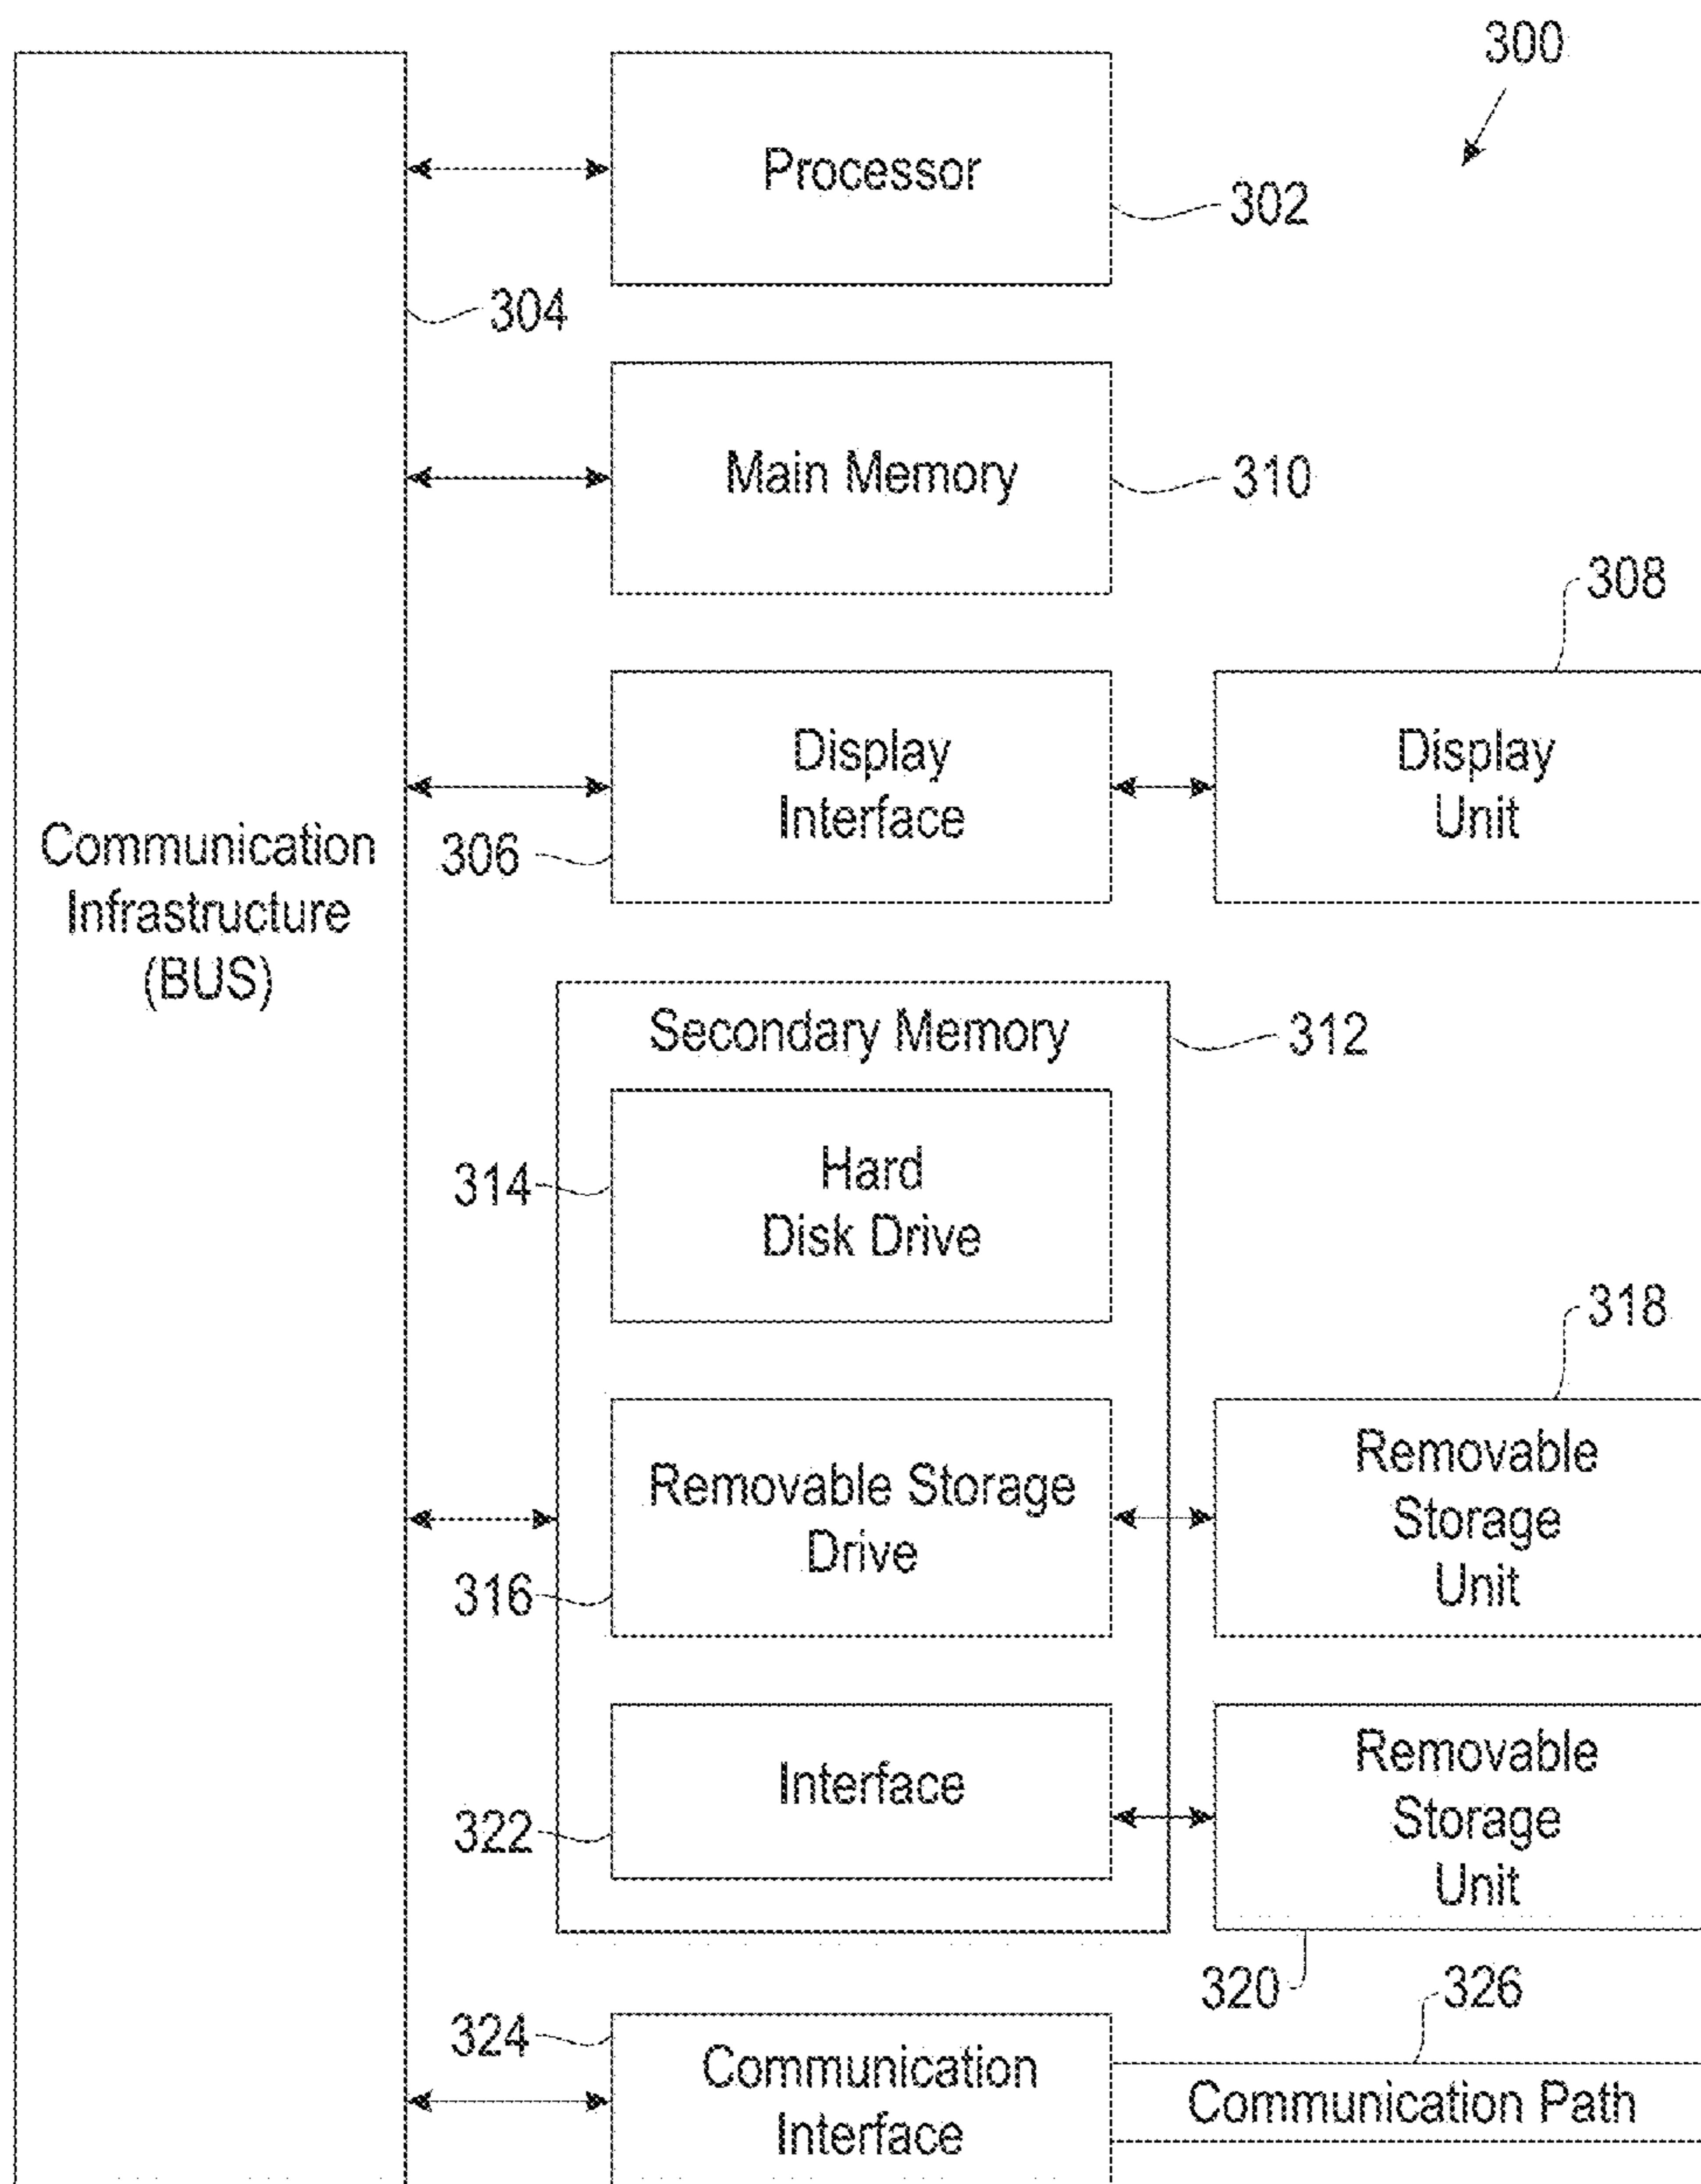 300
Processor
302
304
Main Memory
310
308
Display
Interface
Display
Unit
306
Communication
Infrastructure
(BUS)
Secondary Memory
312
314
Hard
Disk Drive
318
Removable Storage
Drive
316
Removable
Storage
Unit
Interface
322
Removable
Storage
Unit
320
326
324
Communication
Interface
Communication Path